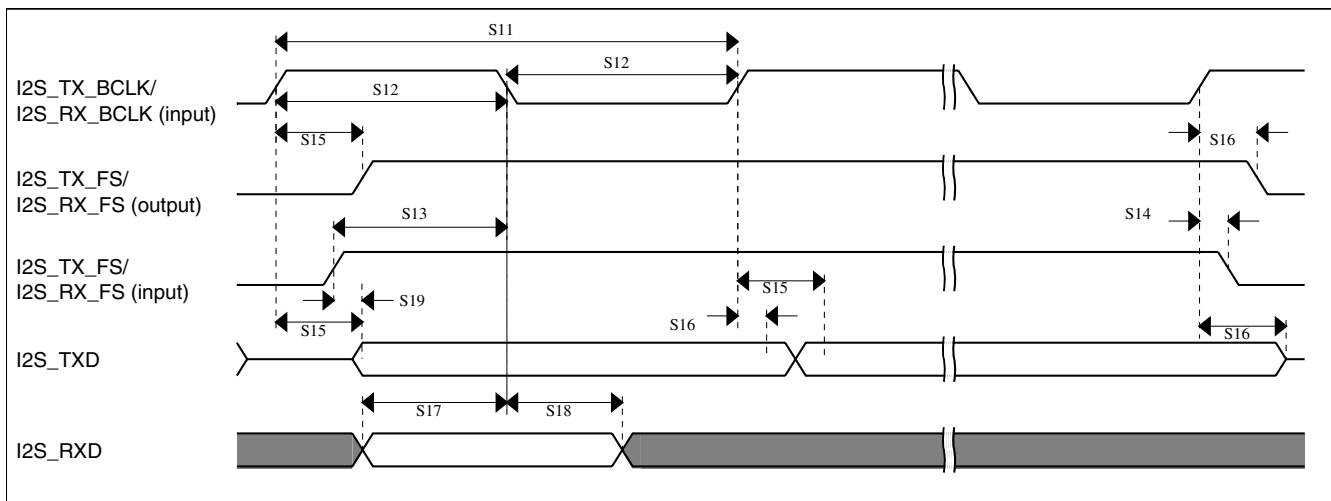 S11
I2S_TX_BCLK/
I2S_RX_BCLK (input)
S12
S12
S15
S16
I2S_TX_FS/
I2S_RX_FS (output)
S13
S14
I2S_TX_FS/
I2S_RX_FS (input)
S19
S15
S15
S16
S16
I2S_TXD
S17
S18
I2S_RXD